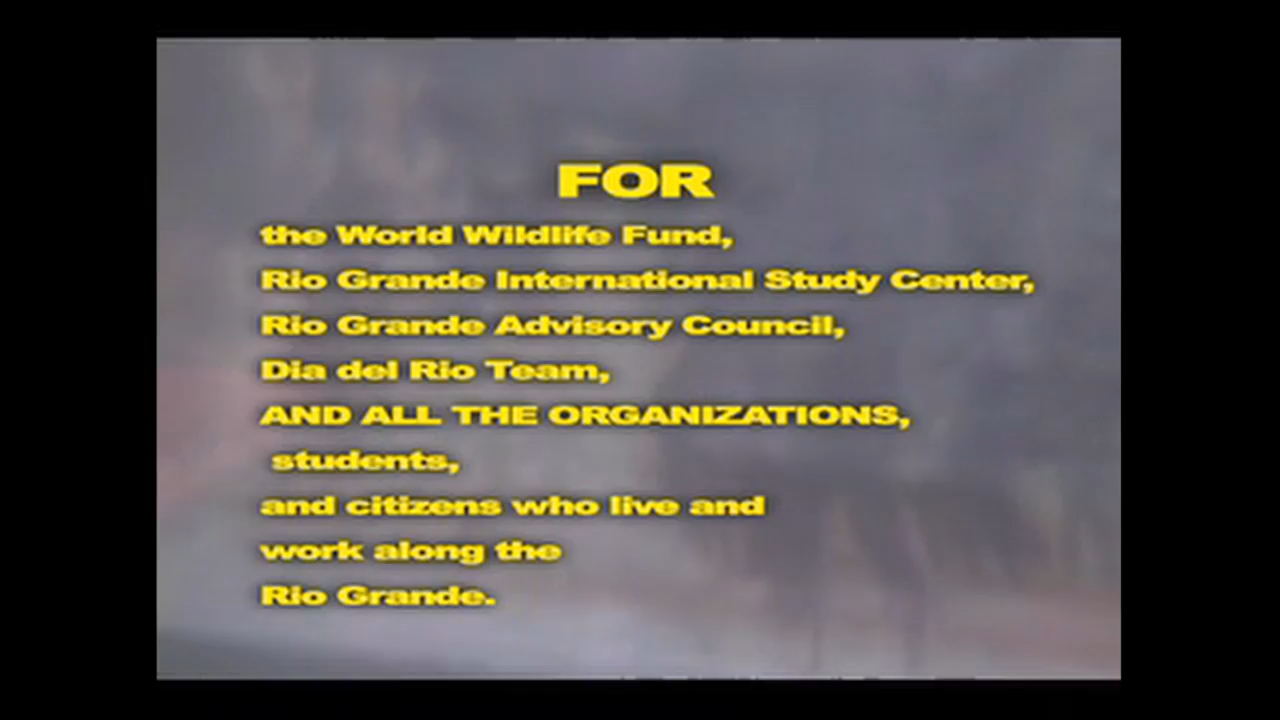 FOR
the World Wildlife Fund,
Rio Grande International Study Center,
Rio Grande Advisory Council,
Dia del Rio Team,
AND ALL THE ORGANIZATIONS,
students,
and citizens who live and
work along the
Rio Grande.